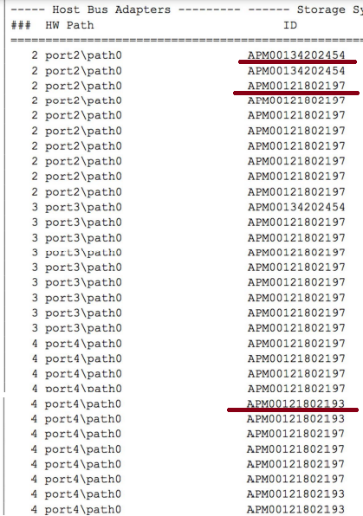 ----- Host Bus Adapters --------- ------ Storage Sy
### HW Path ID
===========================================
2 port2\path0 APM00134202454
2 port2\path0 APM00134202454
2 port2\path0 APM00121802197
2 port2\path0 APM00121802197
2 port2\path0 APM00121802197
2 port2\path0 APM00121802197
2 port2\path0 APM00121802197
2 port2\path0 APM00121802197
2 port2\path0 APM00121802197
2 port2\path0 APM00121802197
3 port3\path0 APM00134202454
3 port3\path0 APM00121802197
3 port3\path0 APM00121802197
3 port3\path0 APM00121802197
3 port3\path0 APM00121802197
3 port3\path0 APM00121802197
3 port3\path0 APM00121802197
3 port3\path0 APM00121802197
3 port3\path0 APM00121802197
4 port4\path0 APM00121802197
4 port4\path0 APM00121802197
4 port4\path0 APM00121802197
4 port4\path0 APM00121802197
4 port4\path0 APM00121802193
4 port4\path0 APM00121802193
4 port4\path0 APM00121802197
4 port4\path0 APM00121802197
4 port4\path0 APM00121802197
4 port4\path0 APM00121802193
4 port4\path0 APM00121802193